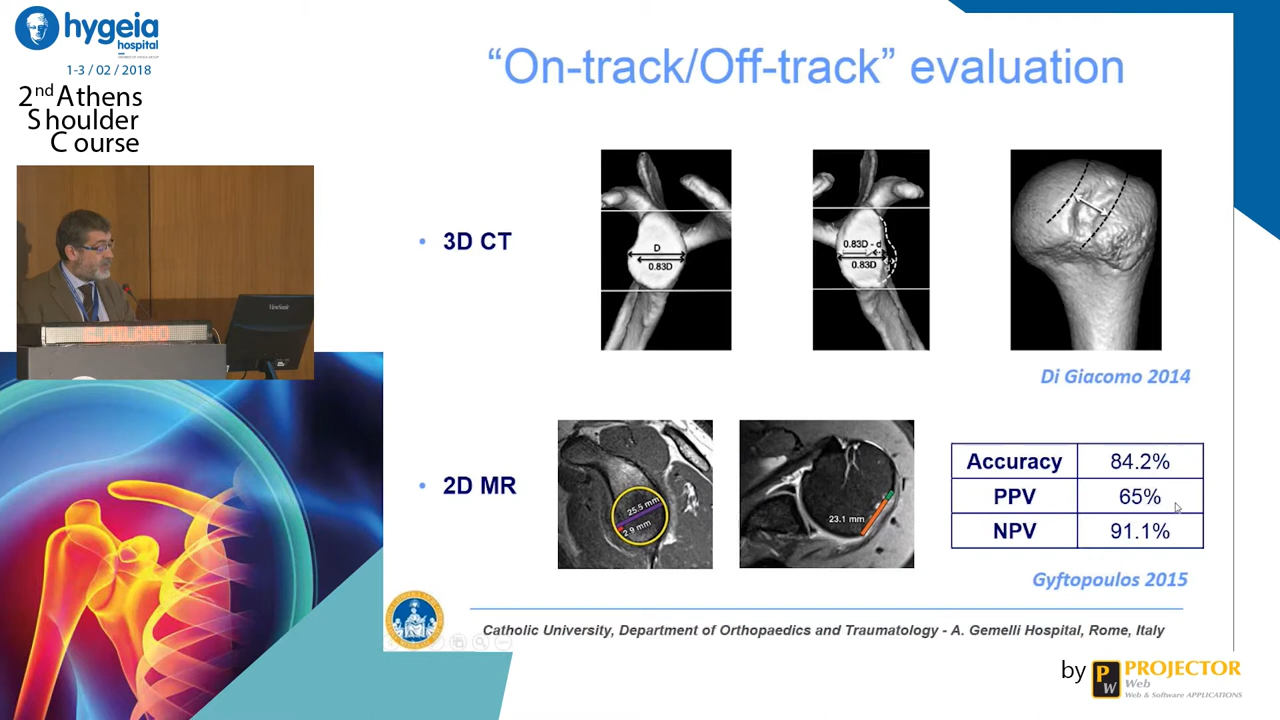 hygeia
hospital
1-3 / 02 / 2018
2nd Athens
Shoulder
Course
"On-track/Off-track" evaluation
• 3D CT
D
0.83D
0.83D - d
0.83D
Di Giacomo 2014
• 2D MR
25.5 mm
2.9 mm
23.1 mm
Accuracy 84.2%
PPV 65%
NPV 91.1%
Gyftopoulos 2015
Catholic University, Department of Orthopaedics and Traumatology - A. Gemelli Hospital, Rome, Italy
by PW PROJECTOR
Web
Web & Software APPLICATIONS
ViewSonic